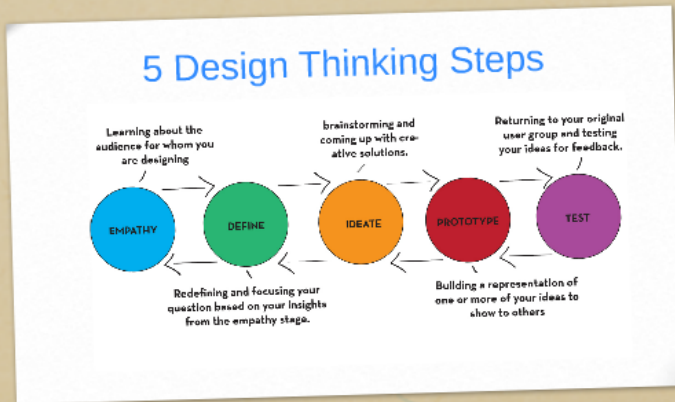 5 Design Thinking Steps
Learning about the
audience for whom you
are designing
brainstorming and
coming up with cre-
ative solutions.
Returning to your original
user group and testing
your ideas for feedback.
EMPATHY
DEFINE
IDEATE
PROTOTYPE
TEST
Redefining and focusing your
question based on your insights
from the empathy stage.
Building a representation of
one or more of your ideas to
show to others